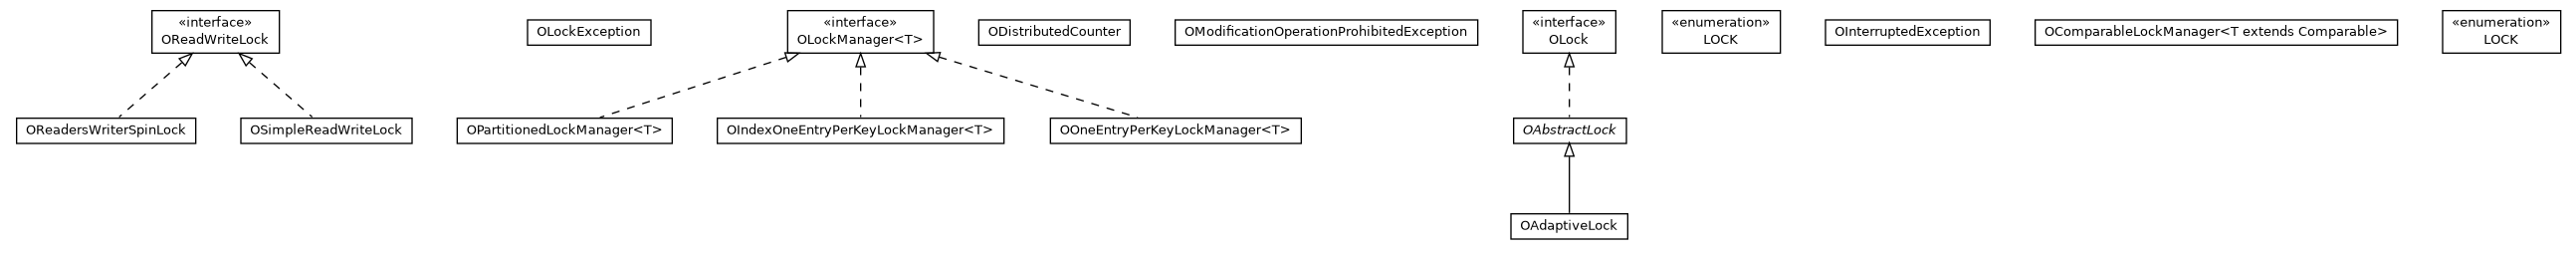 «interface»
OReadWriteLock
OLockException
«interface»
OLockManager<T>
ODistributedCounter
OModificationOperationProhibitedException
«interface»
OLock
«enumeration»
LOCK
OInterruptedException
OComparableLockManager<T extends Comparable>
«enumeration»
LOCK
OReadersWriterSpinLock
OSimpleReadWriteLock
OPartitionedLockManager<T>
OIndexOneEntryPerKeyLockManager<T>
OOneEntryPerKeyLockManager<T>
OAbstractLock
OAdaptiveLock